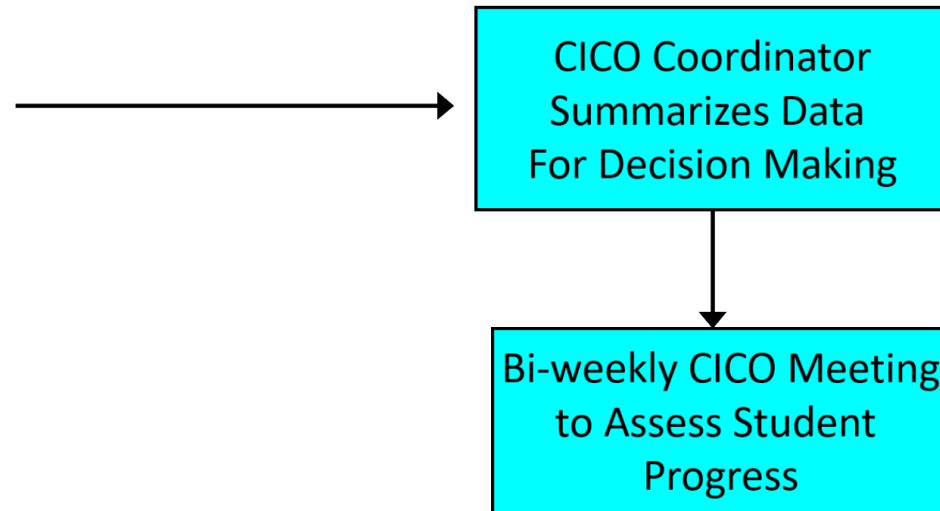 CICO Coordinator
Summarizes Data
For Decision Making
Bi-weekly CICO Meeting
to Assess Student
Progress